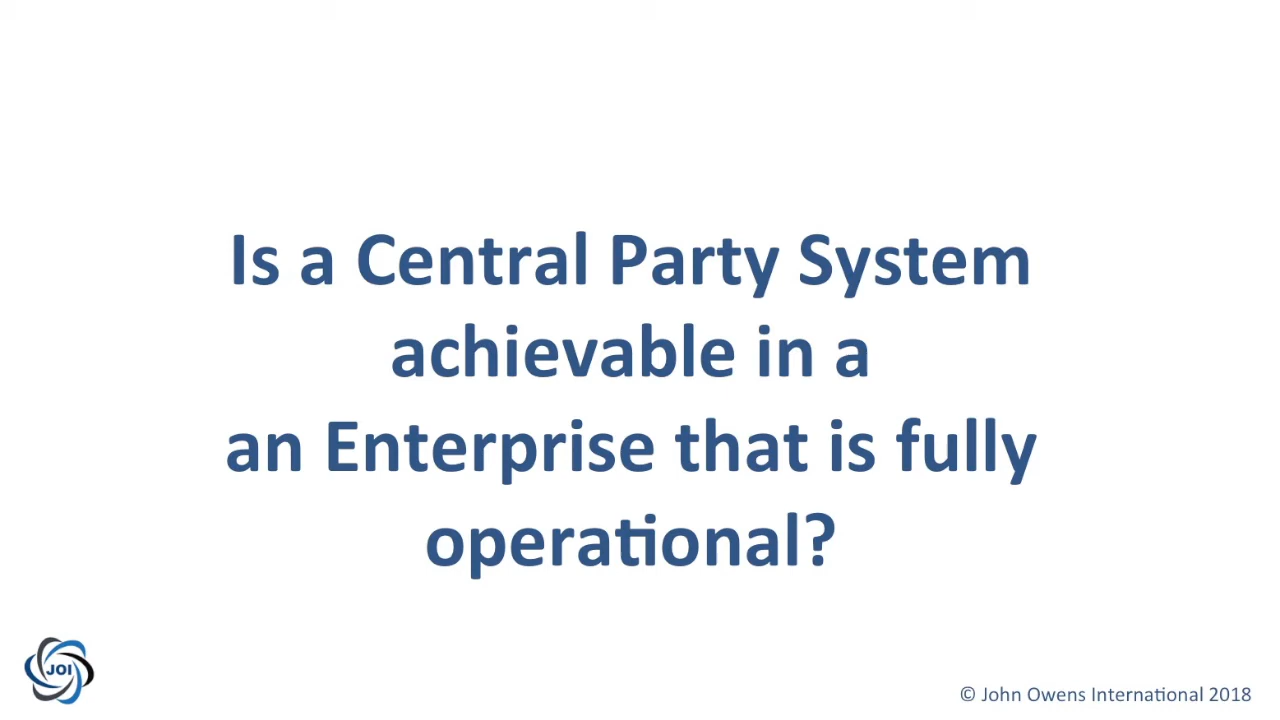 Is a Central Party System
achievable in a
an Enterprise that is fully
operational?
JOI
© John Owens International 2018